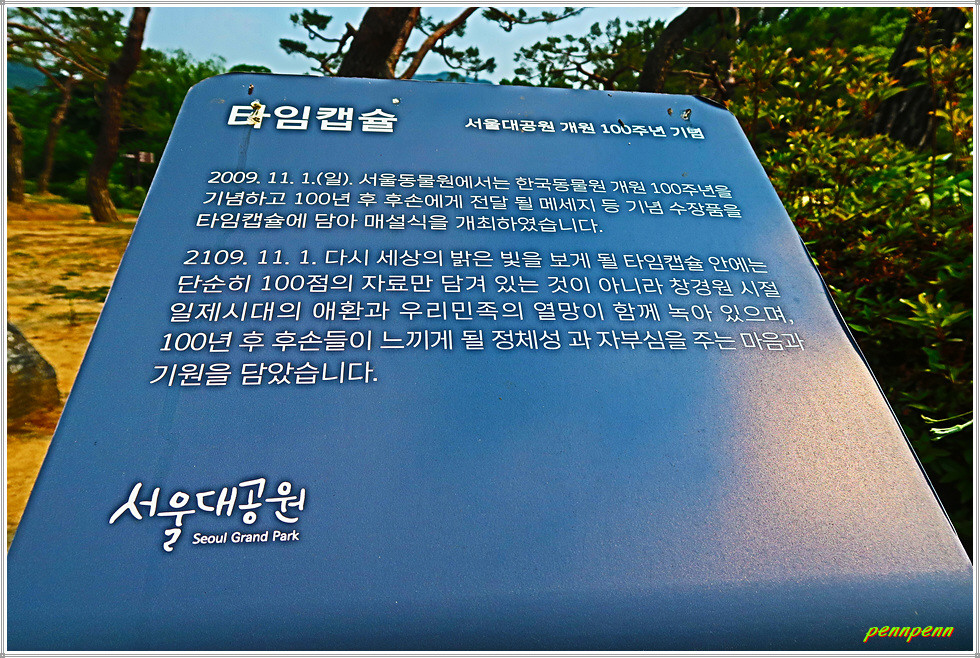 타임캡슐
서울대공원 개원 100주년 기념
2009. 11. 1.(일). 서울동물원에서는 한국동물원 개원 100주년을
기념하고 100년 후 후손에게 전달 될 메세지 등 기념 수장품을
타임캡슐에 담아 매설식을 개최하였습니다.
2109. 11. 1. 다시 세상의 밝은 빛을 보게 될 타임캡슐 안에는
단순히 100점의 자료만 담겨 있는 것이 아니라 창경원 시절
일제시대의 애환과 우리민족의 열망이 함께 녹아 있으며,
100년 후 후손들이 느끼게 될 정체성 과 자부심을 주는 마음과
기원을 담았습니다.
서울대공원
Seoul Grand Park
pennpenn